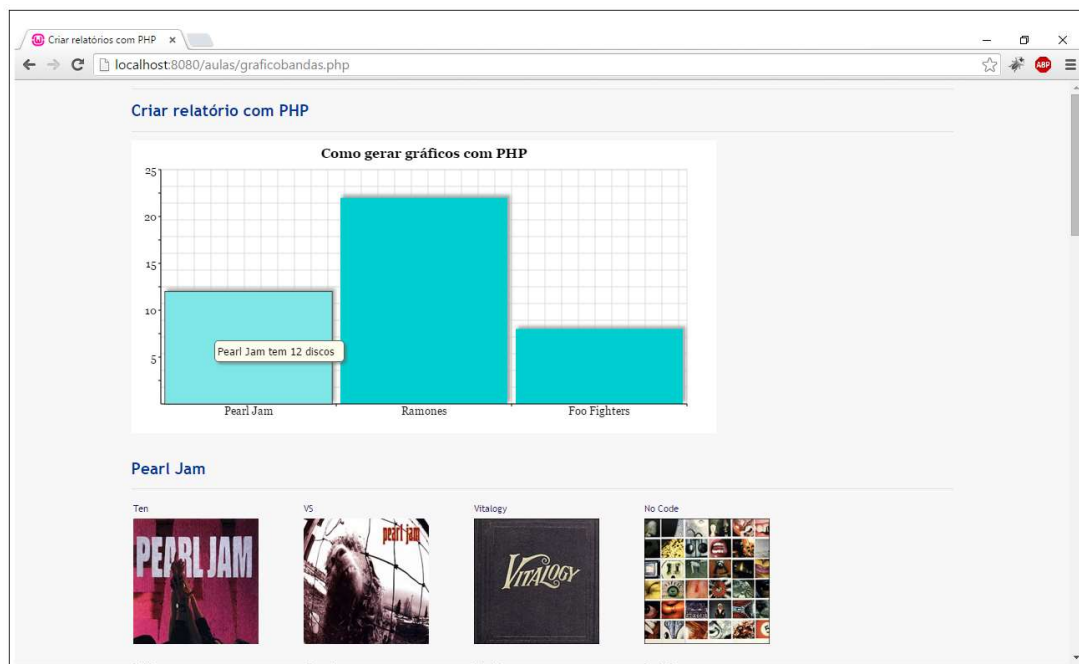 Criar relatórios com PHP
localhost:8080/aulas/graficobandas.php
ABP
Criar relatório com PHP
Como gerar gráficos com PHP
25
20
15
10
5
Pearl Jam tem 12 discos
Pearl Jam
Ramones
Foo Fighters
Pearl Jam
Ten
VS
Vitalogy
No Code
PEARL JAM
pearl jam
VITALOGY